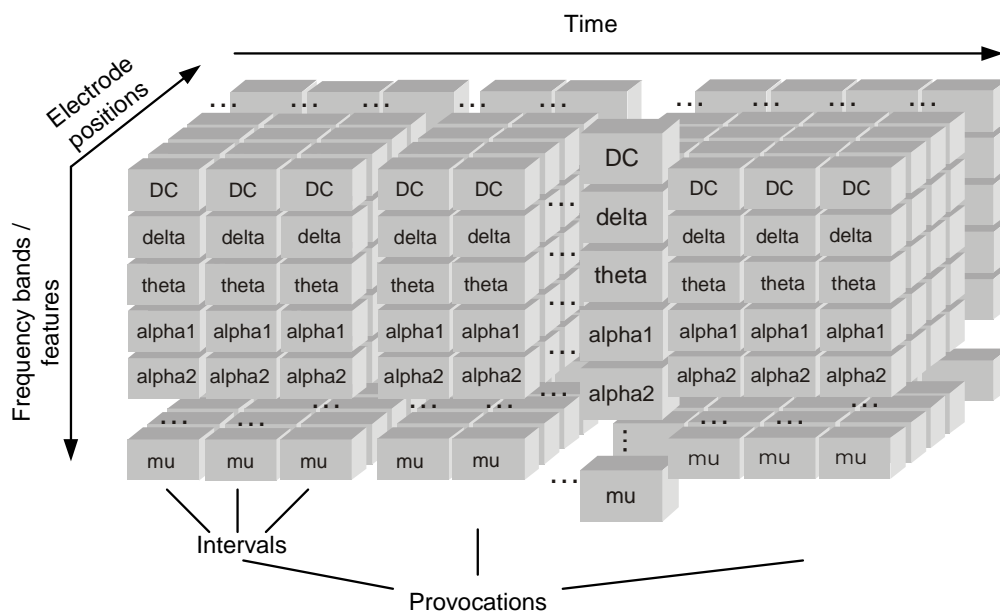 Time
Electrode
positions
Frequency bands /
features
... ... ... ... ... ... ... ... ...
DC
DC DC DC DC DC DC DC DC
...
delta
delta delta delta delta delta delta delta delta
...
theta
theta theta theta theta theta theta theta theta
...
alpha1
alpha1 alpha1 alpha1 alpha1 alpha1 alpha1 alpha1 alpha1
...
alpha2
alpha2 alpha2 alpha2 alpha2 alpha2 alpha2 alpha2 alpha2
...
... ... ... ...
... ... ... ...
mu mu mu mu mu mu mu mu
...
... mu
Intervals
Provocations